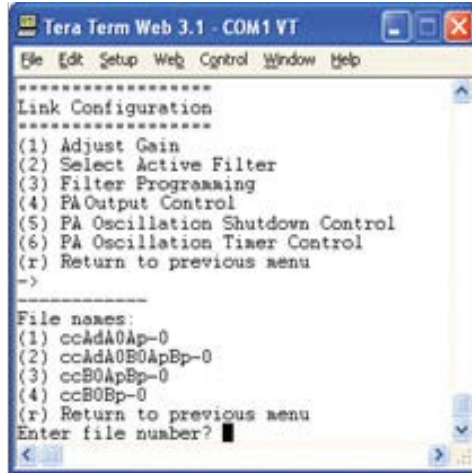 Tera Term Web 3.1 - COM1 VT
File Edit Setup Web Control Window Help
==================
Link Configuration
==================
(1) Adjust Gain
(2) Select Active Filter
(3) Filter Programming
(4) PA Output Control
(5) PA Oscillation Shutdown Control
(6) PA Oscillation Timer Control
(r) Return to previous menu
->
------------
File names:
(1) ccAdA0Ap-0
(2) ccAdA0B0ApBp-0
(3) ccB0ApBp-0
(4) ccB0Bp-0
(r) Return to previous menu
Enter file number?